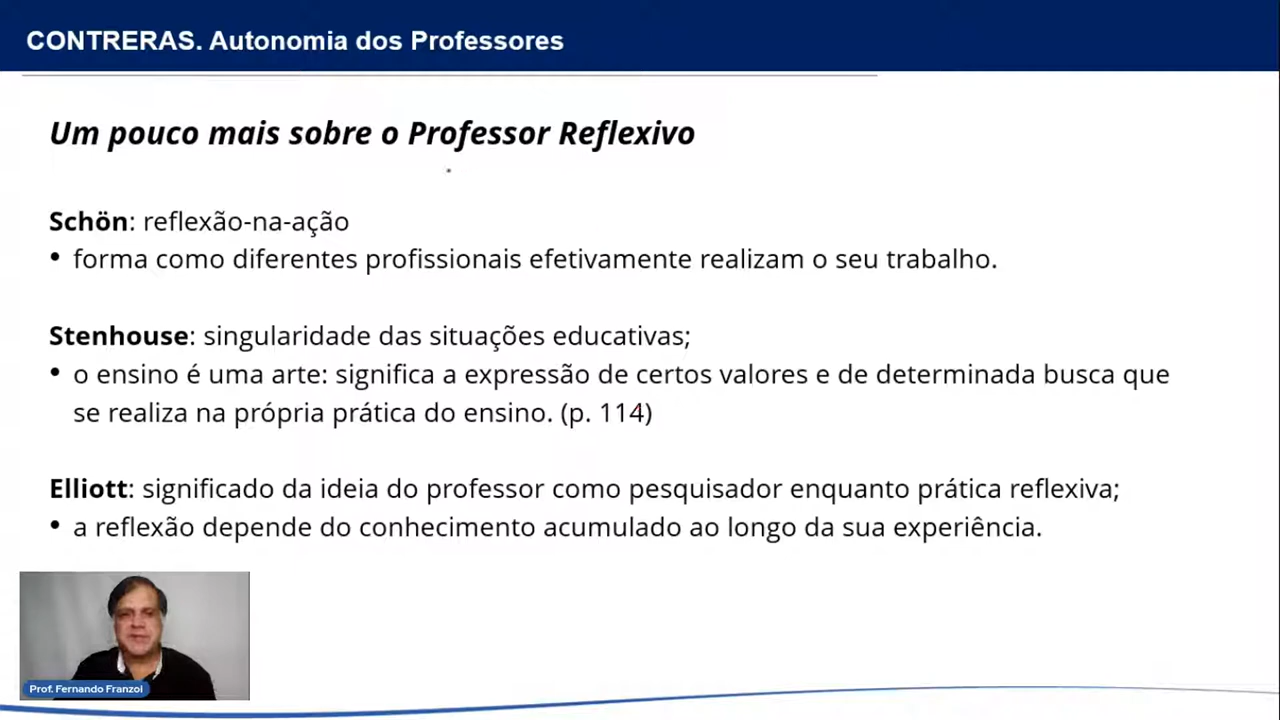 CONTRERAS. Autonomia dos Professores
Um pouco mais sobre o Professor Reflexivo
Schön: reflexão-na-ação
• forma como diferentes profissionais efetivamente realizam o seu trabalho.
Stenhouse: singularidade das situações educativas;
• o ensino é uma arte: significa a expressão de certos valores e de determinada busca que
se realiza na própria prática do ensino. (p. 114)
Elliott: significado da ideia do professor como pesquisador enquanto prática reflexiva;
• a reflexão depende do conhecimento acumulado ao longo da sua experiência.
Prof. Fernando Franzoi